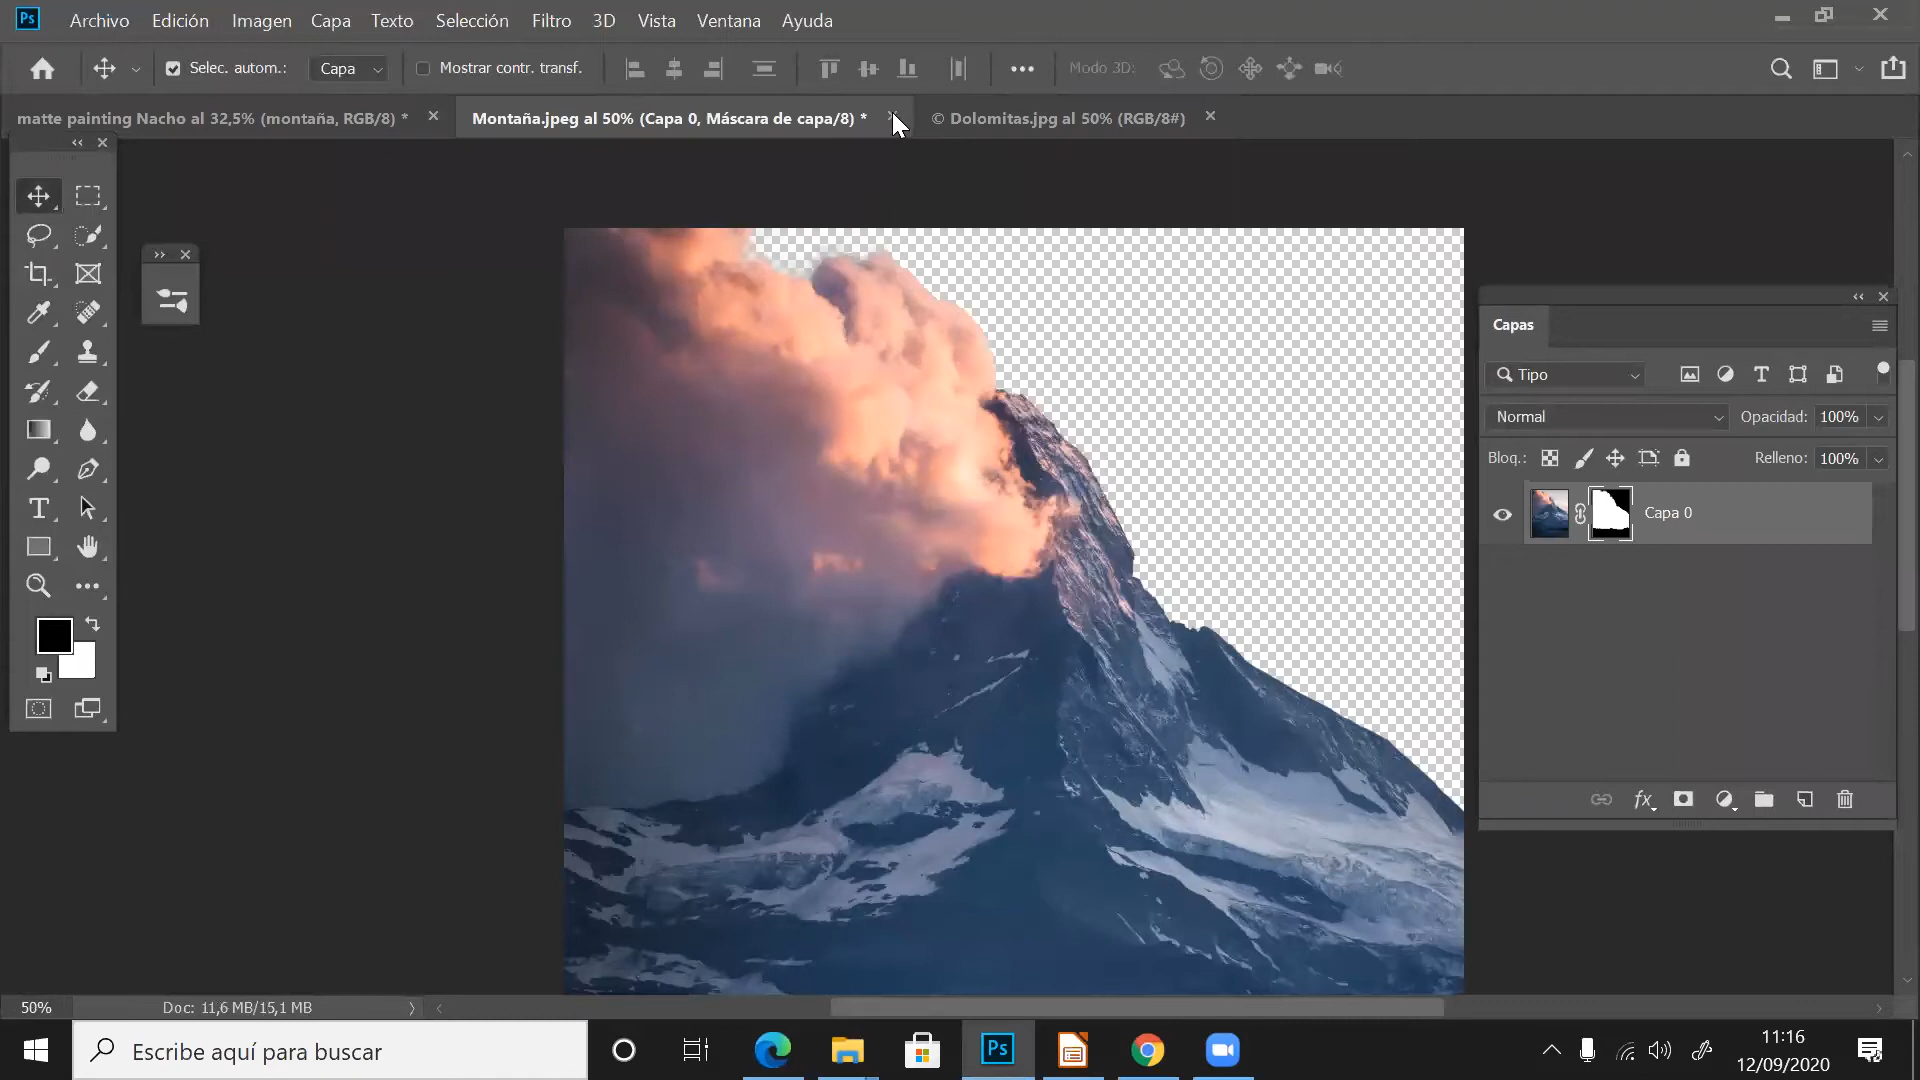 Ps Archivo Edición Imagen Capa Texto Selección Filtro 3D Vista Ventana Ayuda
Selec. autom.: Capa Mostrar contr. transf. Modo 3D:
matte painting Nacho al 32,5% (montaña, RGB/8) * Montaña.jpeg al 50% (Capa 0, Máscara de capa/8) * © Dolomitas.jpg al 50% (RGB/8#)
Capas
Tipo
Normal Opacidad: 100%
Bloq.: Relleno: 100%
Capa 0
fx
50% Doc: 11,6 MB/15,1 MB
Escribe aquí para buscar
Ps
11:16
12/09/2020